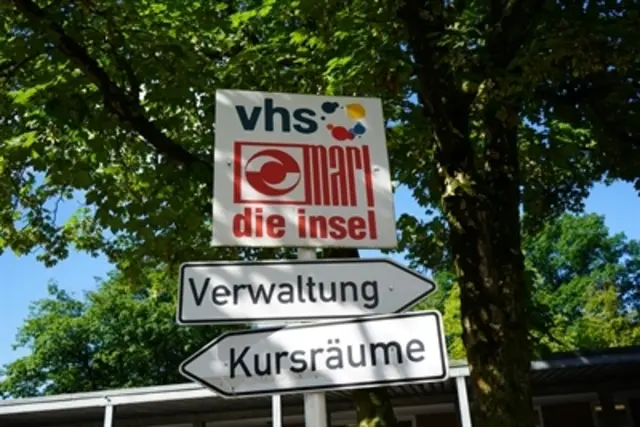 vhs
marl
die insel
Verwaltung
Kursräume